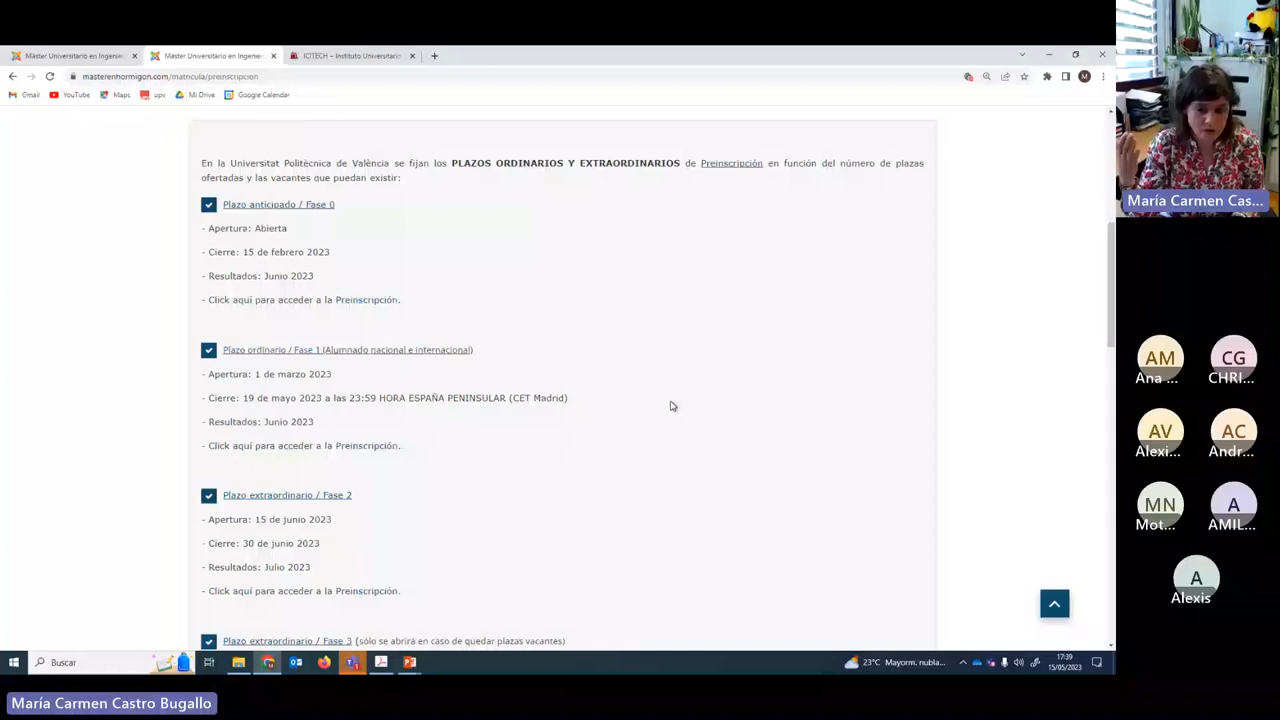 Máster Universitario en Ingenie
Máster Universitario en Ingenie
ICITECH – Instituto Universitario
masterenhormigon.com/matricula/preinscripcion
Gmail YouTube Maps upv Mi Drive Google Calendar
En la Universitat Politècnica de València se fijan los PLAZOS ORDINARIOS Y EXTRAORDINARIOS de Preinscripción en función del número de plazas
ofertadas y las vacantes que puedan existir:
Plazo anticipado / Fase 0
- Apertura: Abierta
- Cierre: 15 de febrero 2023
- Resultados: Junio 2023
- Click aquí para acceder a la Preinscripción.
Plazo ordinario / Fase 1 (Alumnado nacional e internacional)
- Apertura: 1 de marzo 2023
- Cierre: 19 de mayo 2023 a las 23:59 HORA ESPAÑA PENINSULAR (CET Madrid)
- Resultados: Junio 2023
- Click aquí para acceder a la Preinscripción.
Plazo extraordinario / Fase 2
- Apertura: 15 de junio 2023
- Cierre: 30 de junio 2023
- Resultados: Julio 2023
- Click aquí para acceder a la Preinscripción.
Plazo extraordinario / Fase 3 (sólo se abrirá en caso de quedar plazas vacantes)
Buscar
23°C Mayorm. nubla...
17:39
15/05/2023
M
María Carmen Cas...
AM
Ana ...
CG
CHRI...
AV
Alexi...
AC
Andr...
MN
Mot...
A
AMIL...
A
Alexis
María Carmen Castro Bugallo